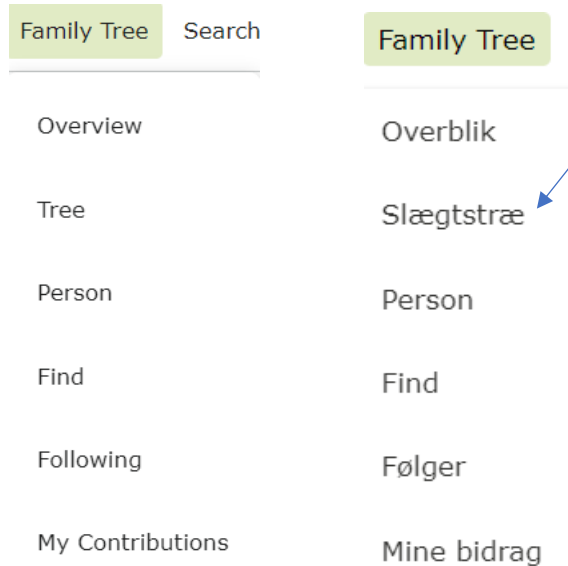 Family Tree Search
Overview
Tree
Person
Find
Following
My Contributions
Family Tree
Overblik
Slægtstræ
Person
Find
Følger
Mine bidrag